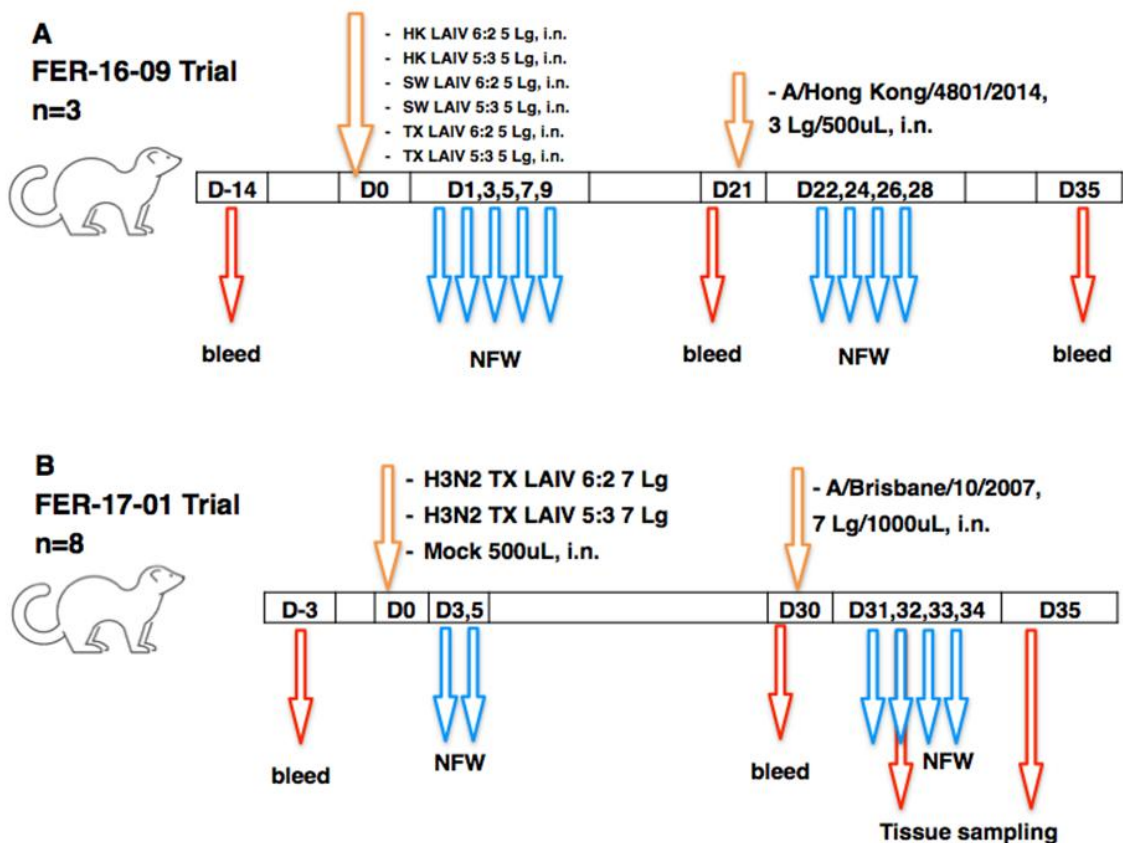 A
FER-16-09 Trial
n=3
- HK LAIV 6:2 5 Lg, i.n.
- HK LAIV 5:3 5 Lg, i.n.
- SW LAIV 6:2 5 Lg, i.n.
- SW LAIV 5:3 5 Lg, i.n.
- TX LAIV 6:2 5 Lg, i.n.
- TX LAIV 5:3 5 Lg, i.n.
- A/Hong Kong/4801/2014,
3 Lg/500uL, i.n.
D-14 D0 D1,3,5,7,9 D21 D22,24,26,28 D35
bleed NFW bleed NFW bleed
B
FER-17-01 Trial
n=8
- H3N2 TX LAIV 6:2 7 Lg
- H3N2 TX LAIV 5:3 7 Lg
- Mock 500uL, i.n.
- A/Brisbane/10/2007,
7 Lg/1000uL, i.n.
D-3 D0 D3,5 D30 D31,32,33,34 D35
bleed NFW bleed NFW
Tissue sampling